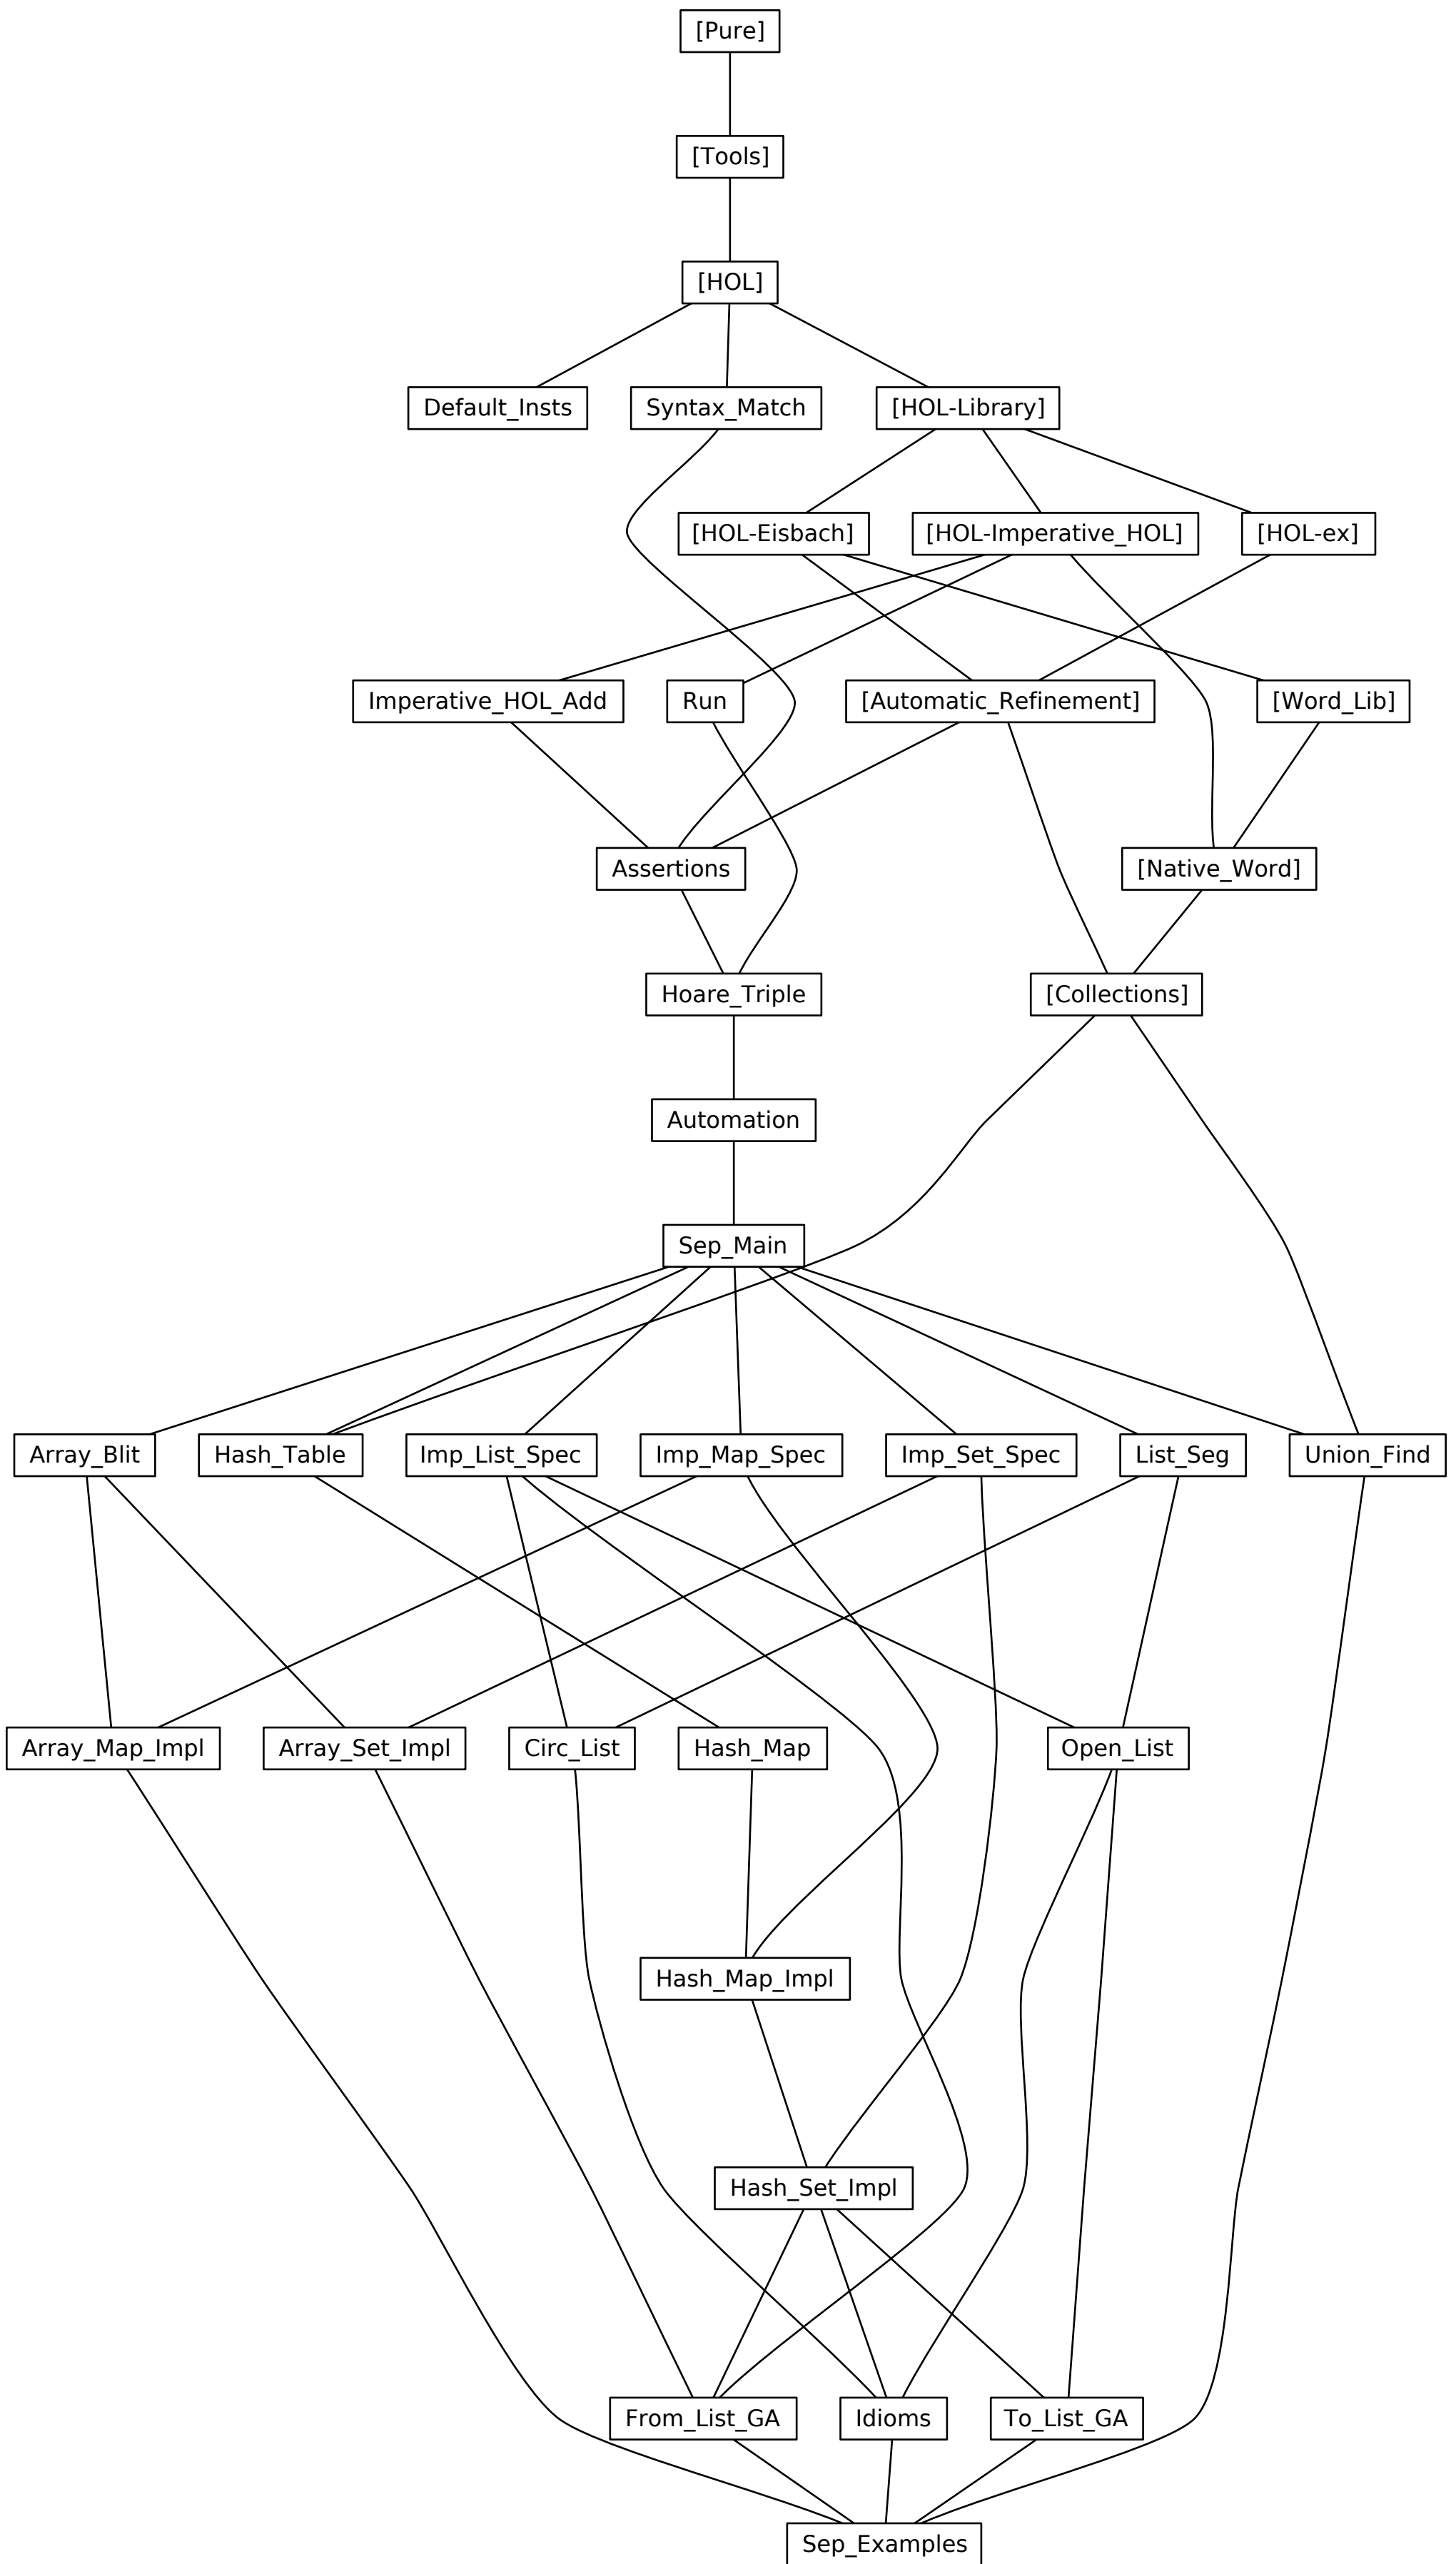 [Pure]
[Tools]
[HOL]
Default_Insts
Syntax_Match
[HOL-Library]
[HOL-Eisbach]
[HOL-Imperative_HOL]
[HOL-ex]
Imperative_HOL_Add
Run
[Automatic_Refinement]
[Word_Lib]
Assertions
[Native_Word]
Hoare_Triple
[Collections]
Automation
Sep_Main
Array_Blit
Hash_Table
Imp_List_Spec
Imp_Map_Spec
Imp_Set_Spec
List_Seg
Union_Find
Array_Map_Impl
Array_Set_Impl
Circ_List
Hash_Map
Open_List
Hash_Map_Impl
Hash_Set_Impl
From_List_GA
Idioms
To_List_GA
Sep_Examples